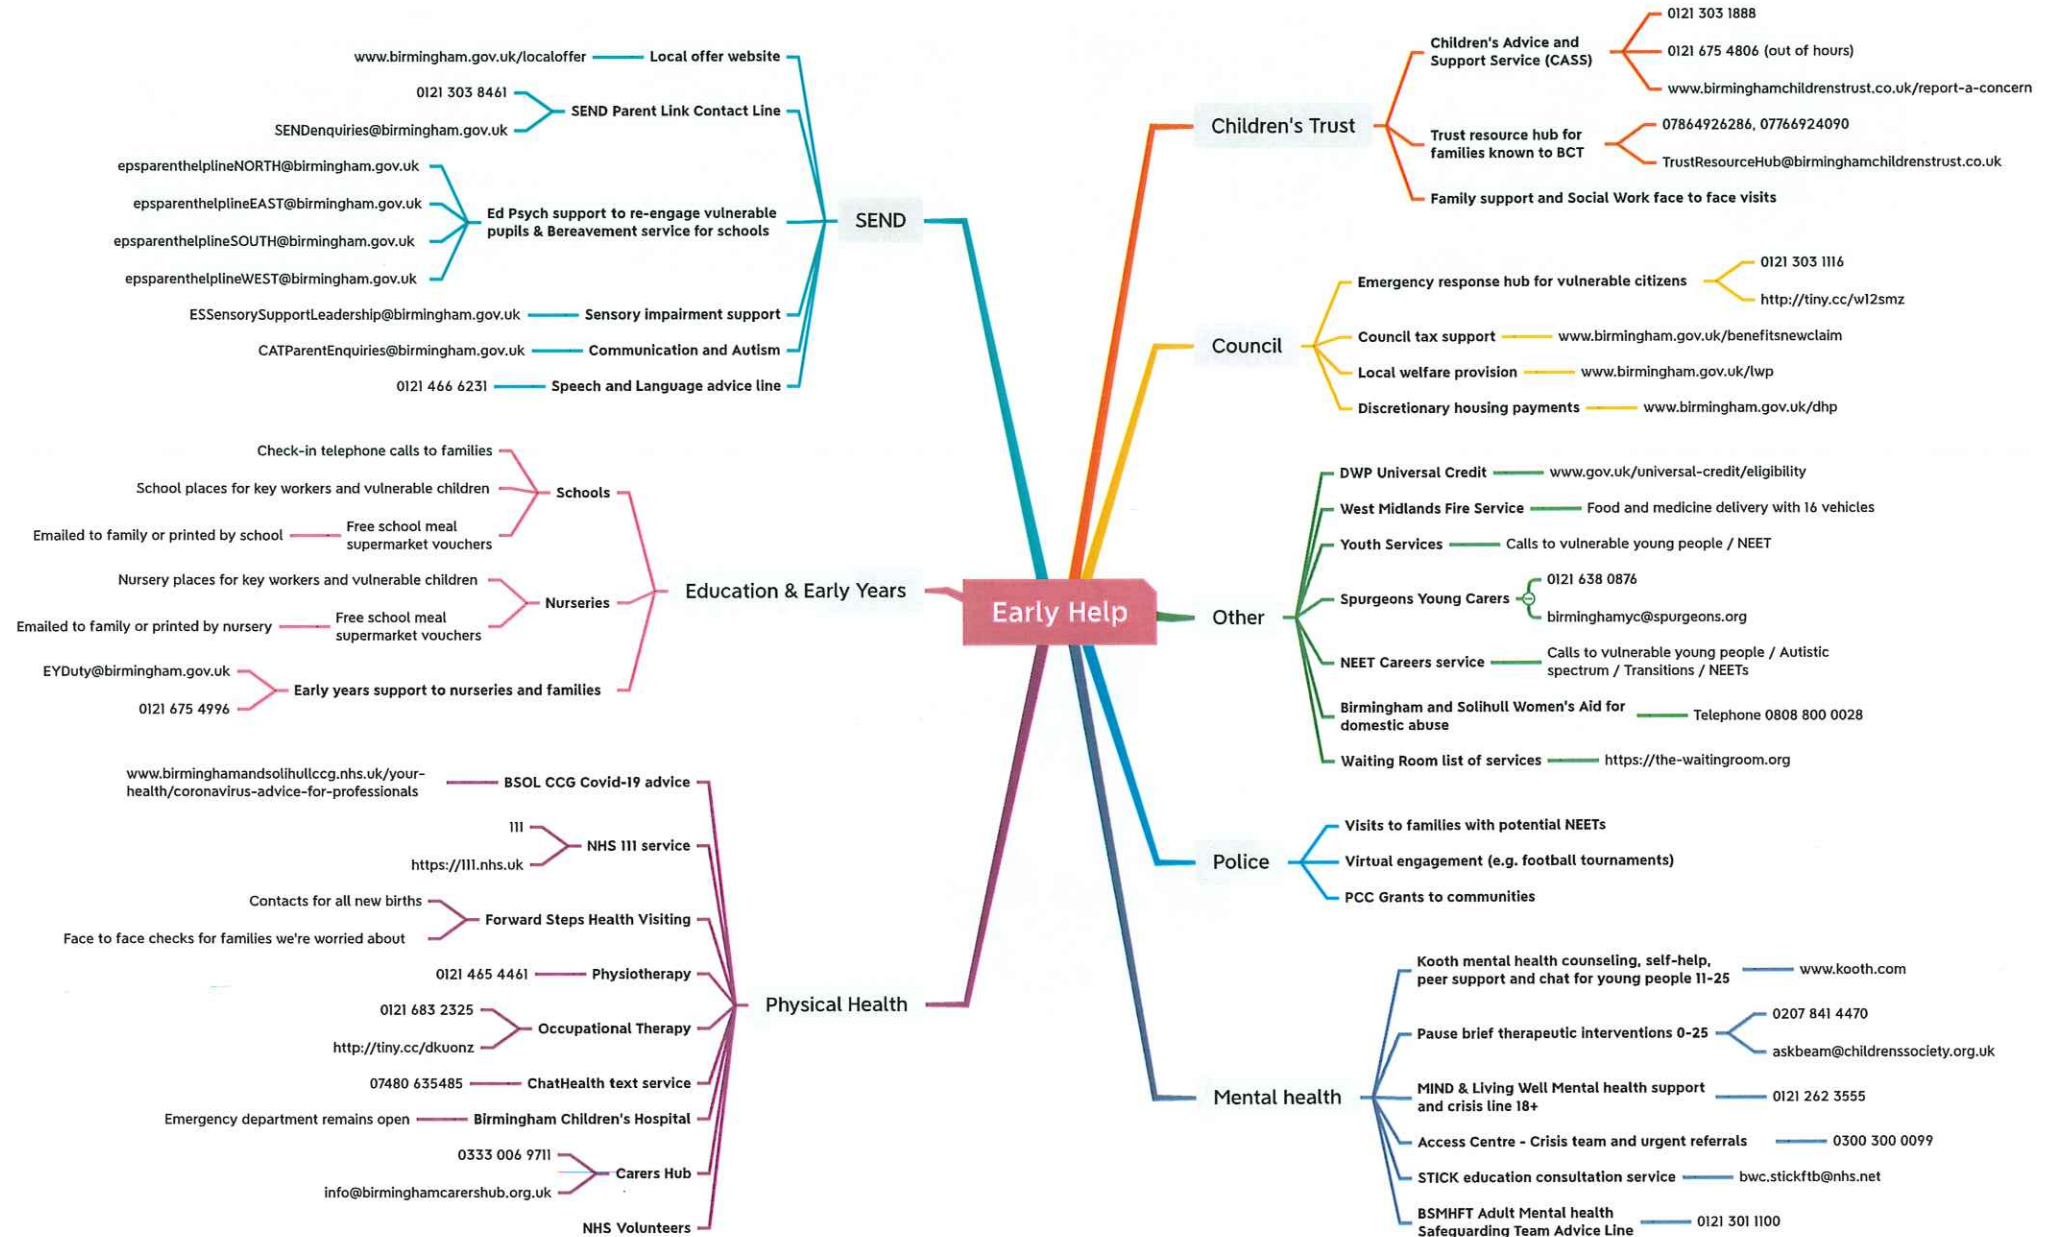 Early Help
SEND
Local offer website
www.birmingham.gov.uk/localoffer
SEND Parent Link Contact Line
0121 303 8461
SENDenquiries@birmingham.gov.uk
Ed Psych support to re-engage vulnerable
pupils & Bereavement service for schools
epsparenthelplineNORTH@birmingham.gov.uk
epsparenthelplineEAST@birmingham.gov.uk
epsparenthelplineSOUTH@birmingham.gov.uk
epsparenthelplineWEST@birmingham.gov.uk
Sensory impairment support
ESSensorySupportLeadership@birmingham.gov.uk
Communication and Autism
CATParentEnquiries@birmingham.gov.uk
Speech and Language advice line
0121 466 6231
Education & Early Years
Schools
Check-in telephone calls to families
School places for key workers and vulnerable children
Free school meal
supermarket vouchers
Emailed to family or printed by school
Nurseries
Nursery places for key workers and vulnerable children
Free school meal
supermarket vouchers
Emailed to family or printed by nursery
Early years support to nurseries and families
EYDuty@birmingham.gov.uk
0121 675 4996
Physical Health
BSOL CCG Covid-19 advice
www.birminghamandsolihullccg.nhs.uk/your-
health/coronavirus-advice-for-professionals
NHS 111 service
111
https://111.nhs.uk
Forward Steps Health Visiting
Contacts for all new births
Face to face checks for families we're worried about
Physiotherapy
0121 465 4461
Occupational Therapy
0121 683 2325
http://tiny.cc/dkuonz
ChatHealth text service
07480 635485
Birmingham Children's Hospital
Emergency department remains open
Carers Hub
0333 006 9711
info@birminghamcarershub.org.uk
NHS Volunteers
Children's Trust
Children's Advice and
Support Service (CASS)
0121 303 1888
0121 675 4806 (out of hours)
www.birminghamchildrenstrust.co.uk/report-a-concern
Trust resource hub for
families known to BCT
07864926286, 07766924090
TrustResourceHub@birminghamchildrenstrust.co.uk
Family support and Social Work face to face visits
Council
Emergency response hub for vulnerable citizens
0121 303 1116
http://tiny.cc/w12smz
Council tax support
www.birmingham.gov.uk/benefitsnewclaim
Local welfare provision
www.birmingham.gov.uk/lwp
Discretionary housing payments
www.birmingham.gov.uk/dhp
Other
DWP Universal Credit
www.gov.uk/universal-credit/eligibility
West Midlands Fire Service
Food and medicine delivery with 16 vehicles
Youth Services
Calls to vulnerable young people / NEET
Spurgeons Young Carers
0121 638 0876
birminghamyc@spurgeons.org
NEET Careers service
Calls to vulnerable young people / Autistic
spectrum / Transitions / NEETs
Birmingham and Solihull Women's Aid for
domestic abuse
Telephone 0808 800 0028
Waiting Room list of services
https://the-waitingroom.org
Police
Visits to families with potential NEETs
Virtual engagement (e.g. football tournaments)
PCC Grants to communities
Mental health
Kooth mental health counseling, self-help,
peer support and chat for young people 11-25
www.kooth.com
Pause brief therapeutic interventions 0-25
0207 841 4470
askbeam@childrenssociety.org.uk
MIND & Living Well Mental health support
and crisis line 18+
0121 262 3555
Access Centre - Crisis team and urgent referrals
0300 300 0099
STICK education consultation service
bwc.stickftb@nhs.net
BSMHFT Adult Mental health
Safeguarding Team Advice Line
0121 301 1100